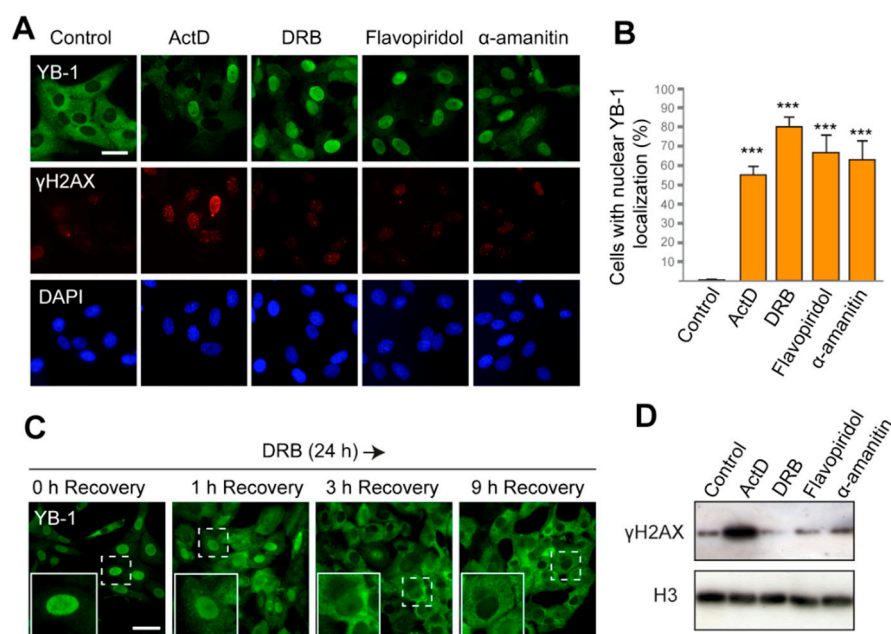 A
Control ActD DRB Flavopiridol α-amanitin
YB-1
γH2AX
DAPI
B
Cells with nuclear YB-1
localization (%)
100
90
80
70
60
50
40
30
20
10
*** *** *** ***
Control ActD DRB Flavopiridol α-amanitin
C
DRB (24 h) →
0 h Recovery 1 h Recovery 3 h Recovery 9 h Recovery
YB-1
D
Control ActD DRB Flavopiridol α-amanitin
γH2AX
H3